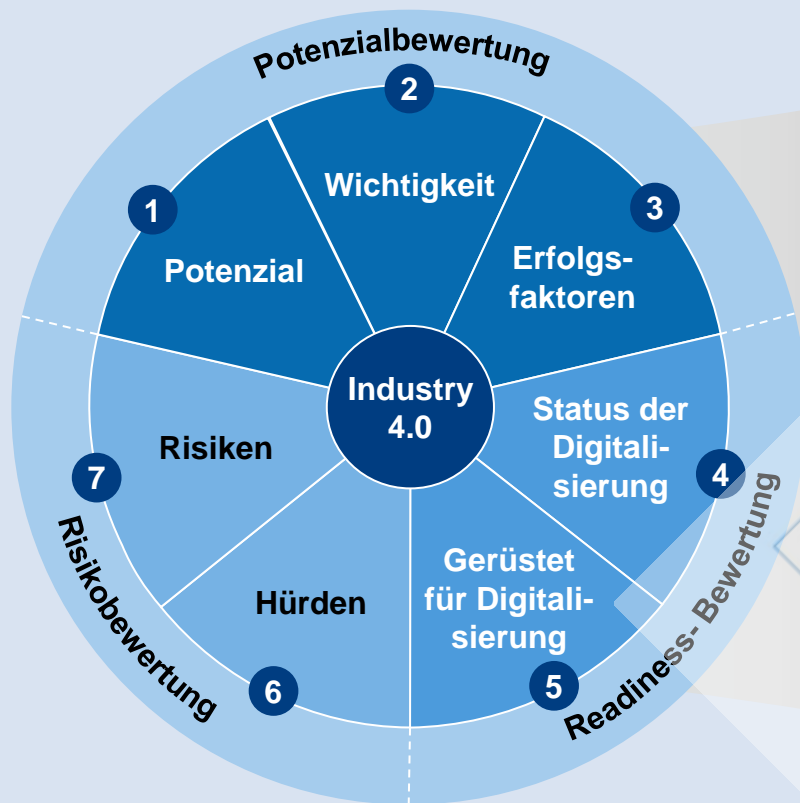 Potenzialbewertung
2
Wichtigkeit
1
Potenzial
3
Erfolgs-
faktoren
Industry
4.0
Status der
Digitali-
sierung
4
Readiness- Bewertung
Gerüstet
für Digitali-
sierung
5
Hürden
6
Risikobewertung
Risiken
7